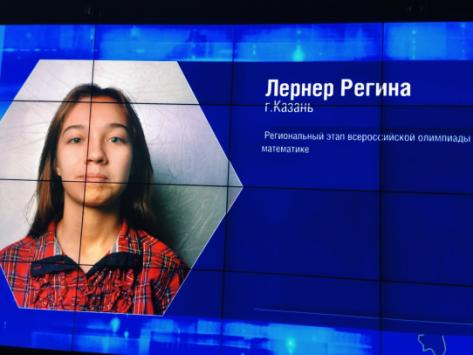 Лернер Регина
г.Казань
Региональный этап всероссийской олимпиады
математике